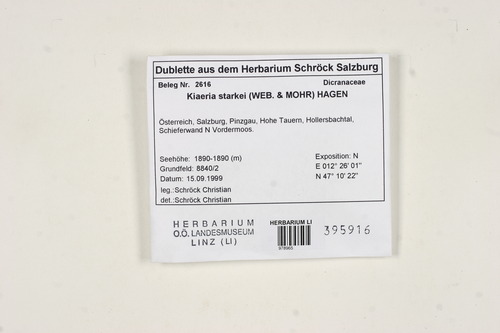 Dublette aus dem Herbarium Schröck Salzburg
Beleg Nr. 2616 Dicranaceae
Kiaeria starkei (WEB. & MOHR) HAGEN
Österreich, Salzburg, Pinzgau, Hohe Tauern, Hollersbachtal,
Schieferwand N Vordermoos.
Seehöhe: 1890-1890 (m) Exposition: N
Grundfeld: 8840/2 E 012° 26' 01"
Datum: 15.09.1999 N 47° 10' 22"
leg.: Schröck Christian
det.: Schröck Christian
HERBARIUM
O.Ö. LANDESMUSEUM
LINZ (LI)
HERBARIUM LI
395916